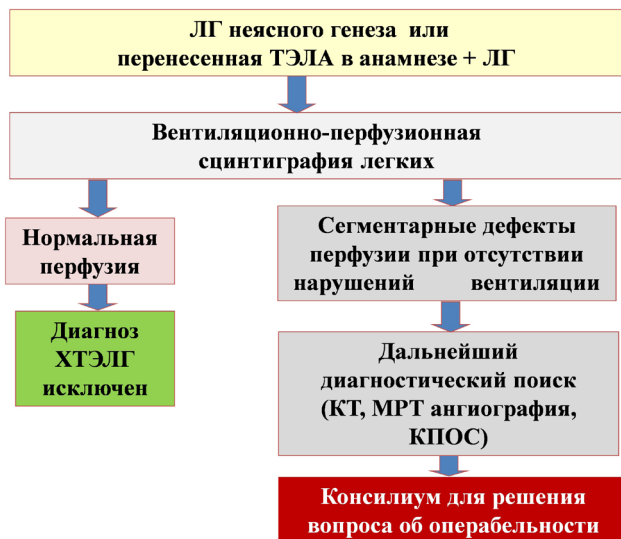 ЛГ неясного генеза или
перенесенная ТЭЛА в анамнезе + ЛГ
Вентиляционно-перфузионная
сцинтиграфия легких
Нормальная
перфузия
Сегментарные дефекты
перфузии при отсутствии
нарушений вентиляции
Диагноз
ХТЭЛГ
исключен
Дальнейший
диагностический поиск
(КТ, МРТ ангиография,
КПОС)
Консилиум для решения
вопроса об операбельности